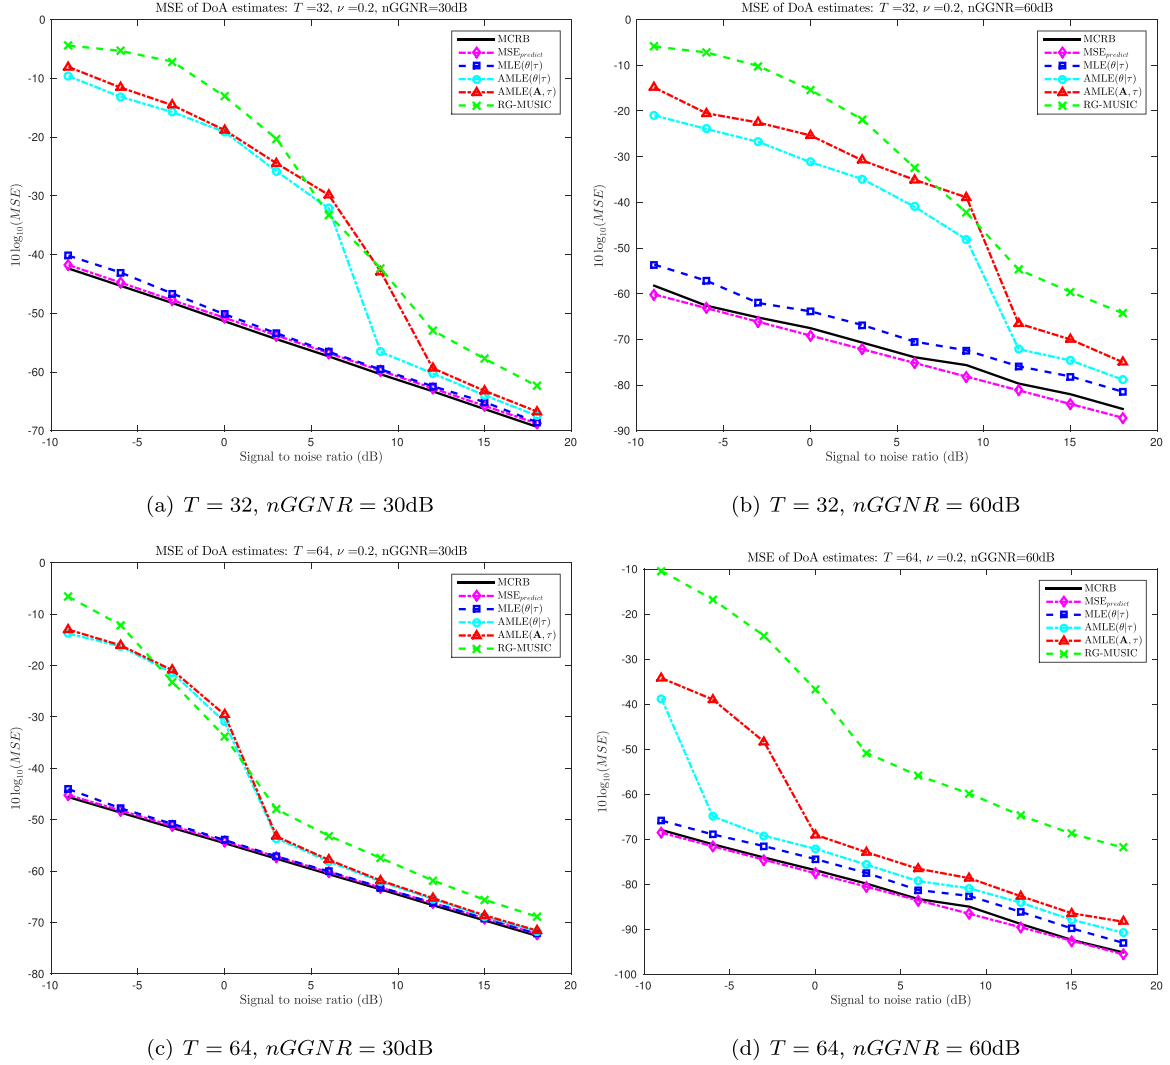 MSE of DoA estimates: T =32, ν =0.2, nGGNR=30dB
MCRB
MSE_predict
MLE(θ|τ)
AMLE(θ|τ)
AMLE(A, τ)
RG-MUSIC
0
-10
-20
-30
-40
-50
-60
-70
10 log₁₀(MSE)
-10 -5 0 5 10 15 20
Signal to noise ratio (dB)
(a) T = 32, nGGNR = 30dB
MSE of DoA estimates: T =32, ν =0.2, nGGNR=60dB
MCRB
MSE_predict
MLE(θ|τ)
AMLE(θ|τ)
AMLE(A, τ)
RG-MUSIC
0
-10
-20
-30
-40
-50
-60
-70
-80
-90
10 log₁₀(MSE)
-10 -5 0 5 10 15 20
Signal to noise ratio (dB)
(b) T = 32, nGGNR = 60dB
MSE of DoA estimates: T =64, ν =0.2, nGGNR=30dB
MCRB
MSE_predict
MLE(θ|τ)
AMLE(θ|τ)
AMLE(A, τ)
RG-MUSIC
0
-10
-20
-30
-40
-50
-60
-70
-80
10 log₁₀(MSE)
-10 -5 0 5 10 15 20
Signal to noise ratio (dB)
(c) T = 64, nGGNR = 30dB
MSE of DoA estimates: T =64, ν =0.2, nGGNR=60dB
MCRB
MSE_predict
MLE(θ|τ)
AMLE(θ|τ)
AMLE(A, τ)
RG-MUSIC
-10
-20
-30
-40
-50
-60
-70
-80
-90
-100
10 log₁₀(MSE)
-10 -5 0 5 10 15 20
Signal to noise ratio (dB)
(d) T = 64, nGGNR = 60dB